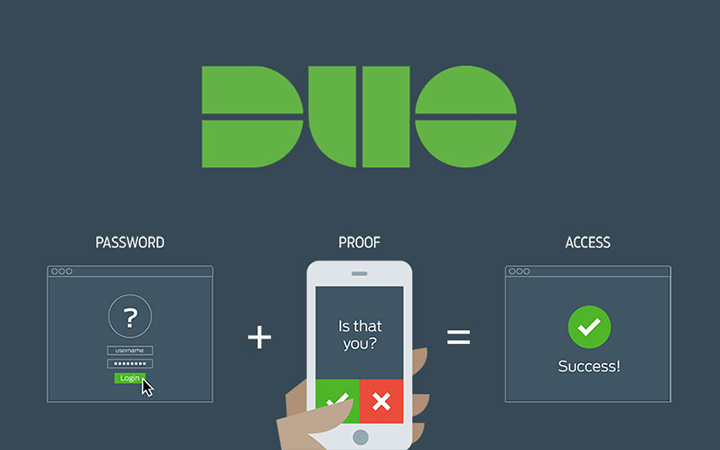 DUO
PASSWORD
PROOF
ACCESS
?
username
Login
+
Is that
you?
=
Success!